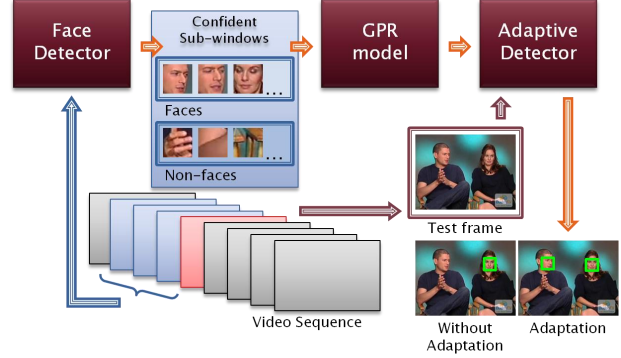 Face
Detector
Confident
Sub-windows
Faces
...
Non-faces
...
GPR
model
Adaptive
Detector
Test frame
Video Sequence
Without
Adaptation
Adaptation